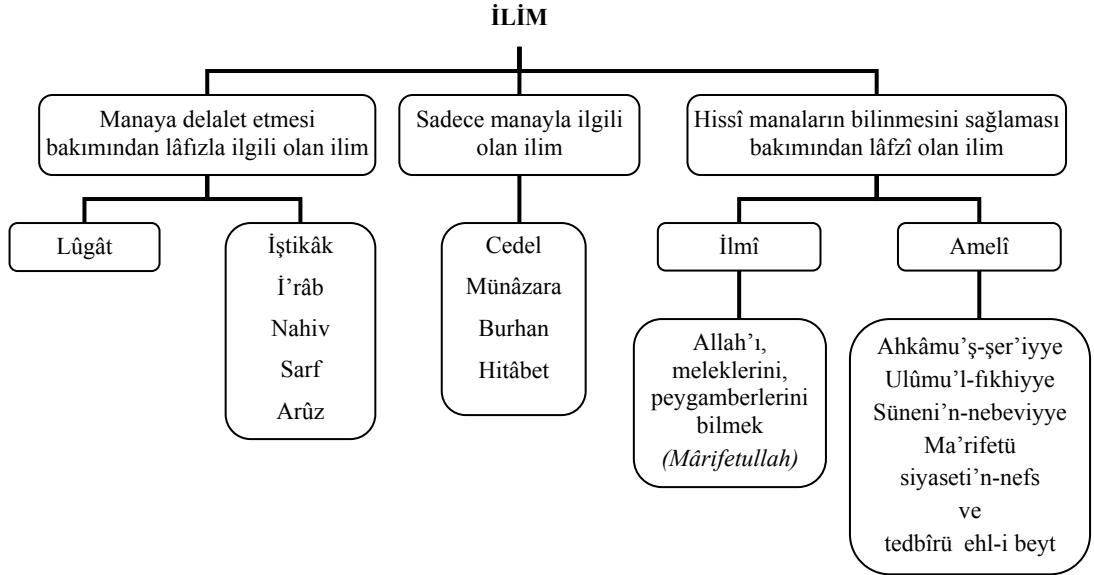 İLİM
Manaya delalet etmesi
bakımından lâfızla ilgili olan ilim
Sadece manayla ilgili
olan ilim
Hissî manaların bilinmesini sağlaması
bakımından lâfzî olan ilim
Lûgât
İştikâk
İ’râb
Nahiv
Sarf
Arûz
Cedel
Münâzara
Burhan
Hitâbet
İlmî
Allah’ı,
meleklerini,
peygamberlerini
bilmek
(Mârifetullah)
Amelî
Ahkâmu’ş-şer’iyye
Ulûmu’l-fıkhiyye
Süneni’n-nebeviyye
Ma’rifetü
siyaseti’n-nefs
ve
tedbîrü ehl-i beyt